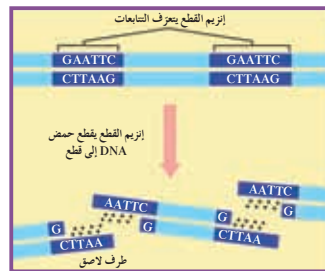 إنزيم القطع يتعرّف التتابعات
GAATTC GAATTC
CTTAAG CTTAAG
إنزيم القطع يقطع حمض
DNA إلى قطع
AATTC
G
AATTC
G
G
CTTAA
G
CTTAA
طرف لاصق